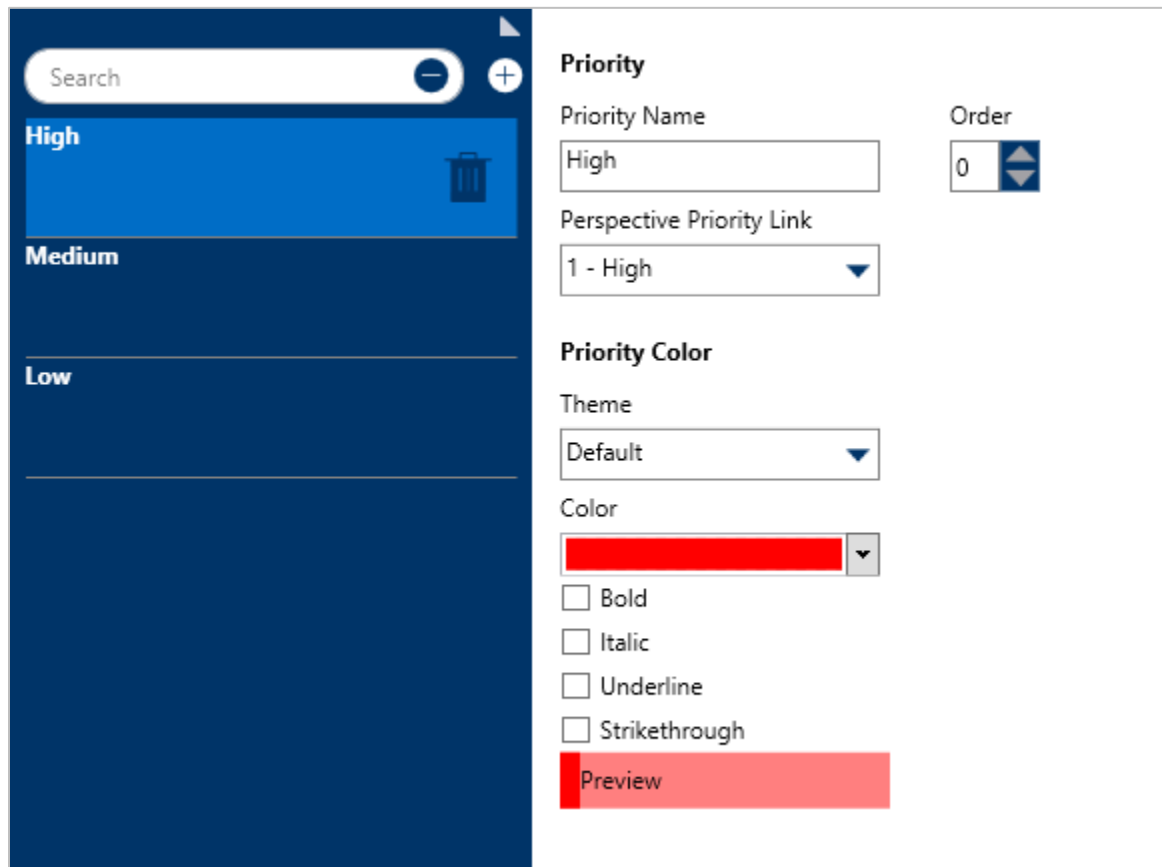 Search
High
Medium
Low
Priority
Priority Name
Order
High
0
Perspective Priority Link
1 - High
Priority Color
Theme
Default
Color
Bold
Italic
Underline
Strikethrough
Preview